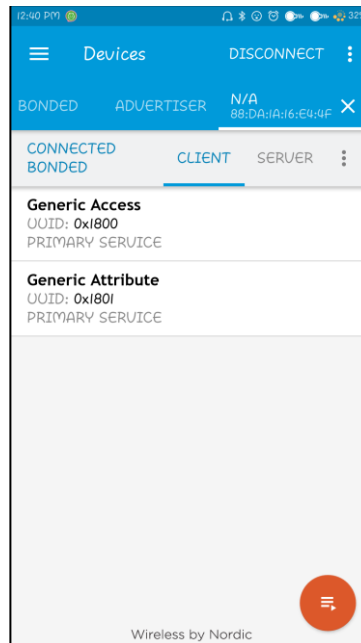 12:40 PM 32%
Devices DISCONNECT
BONDED ADVERTISER N/A
88:DA:1A:16:E4:4F
CONNECTED
BONDED CLIENT SERVER
Generic Access
UUID: 0x1800
PRIMARY SERVICE
Generic Attribute
UUID: 0x1801
PRIMARY SERVICE
Wireless by Nordic